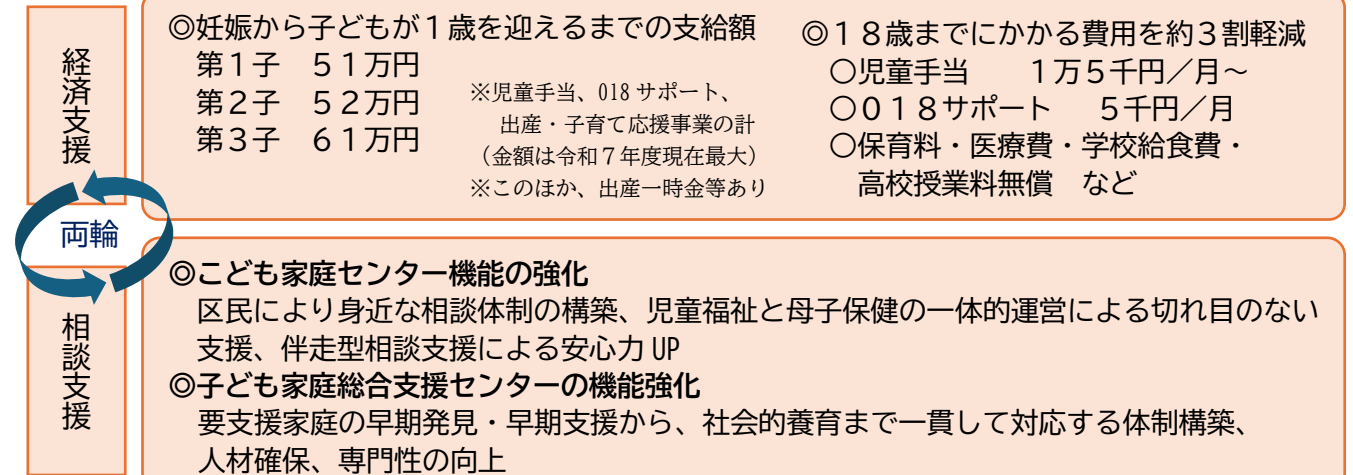 経済支援
◎妊娠から子どもが１歳を迎えるまでの支給額
第１子　５１万円
第２子　５２万円
第３子　６１万円
※児童手当、018サポート、
出産・子育て応援事業の計
（金額は令和７年度現在最大）
※このほか、出産一時金等あり
◎１８歳までにかかる費用を約３割軽減
○児童手当　　１万５千円／月～
○０１８サポート　５千円／月
○保育料・医療費・学校給食費・
高校授業料無償　など
両輪
相談支援
◎こども家庭センター機能の強化
区民により身近な相談体制の構築、児童福祉と母子保健の一体的運営による切れ目のない
支援、伴走型相談支援による安心力UP
◎子ども家庭総合支援センターの機能強化
要支援家庭の早期発見・早期支援から、社会的養育まで一貫して対応する体制構築、
人材確保、専門性の向上